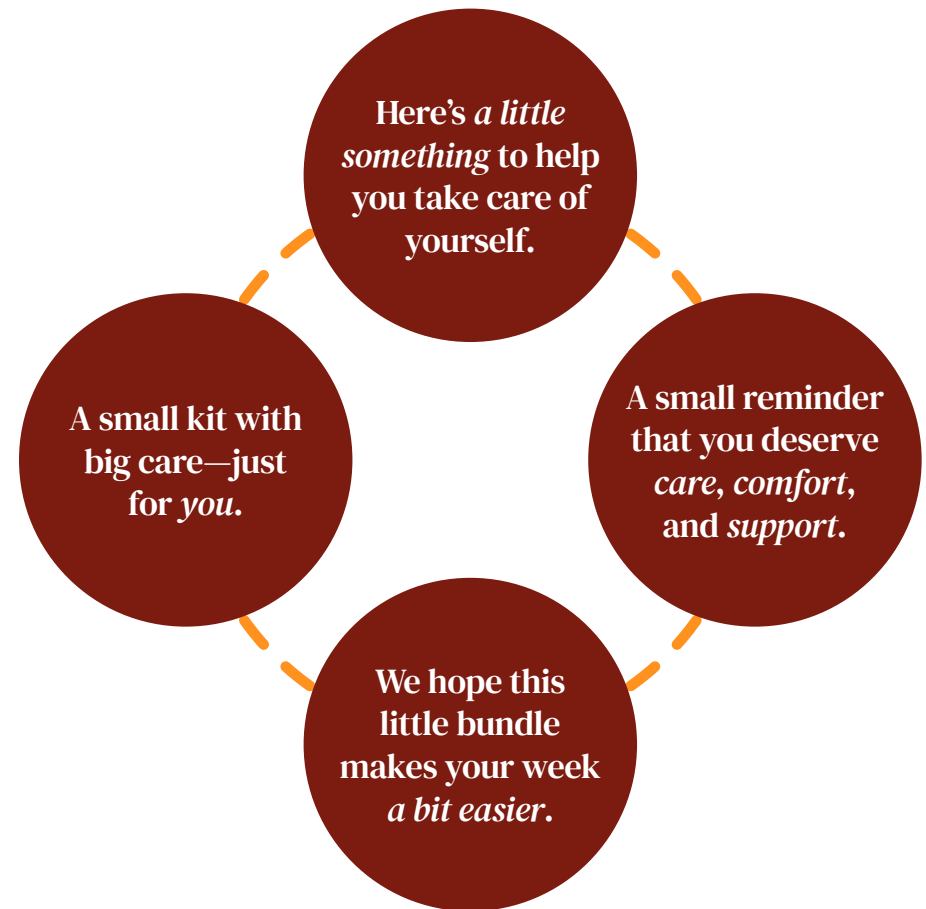 Here’s a little
something to help
you take care of
yourself.
A small kit with
big care—just
for you.
A small reminder
that you deserve
care, comfort,
and support.
We hope this
little bundle
makes your week
a bit easier.